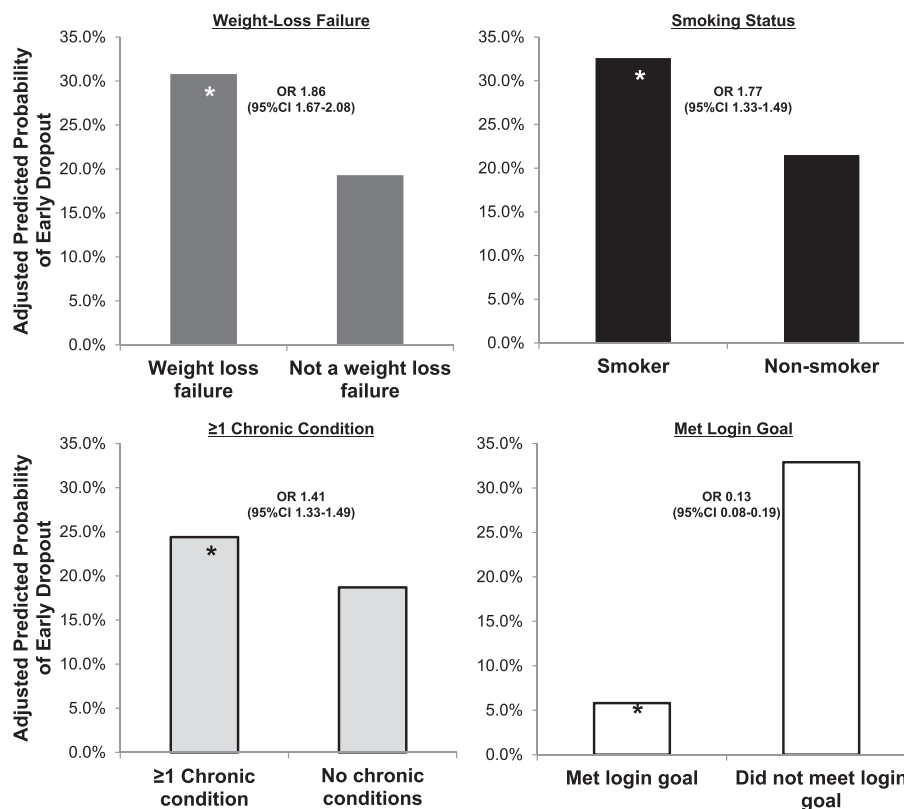 Weight-Loss Failure
Adjusted Predicted Probability
of Early Dropout
35.0%
30.0%
25.0%
20.0%
15.0%
10.0%
5.0%
0.0%
*
OR 1.86
(95%CI 1.67-2.08)
Weight loss
failure
Not a weight loss
failure
Smoking Status
35.0%
30.0%
25.0%
20.0%
15.0%
10.0%
5.0%
0.0%
*
OR 1.77
(95%CI 1.33-1.49)
Smoker
Non-smoker
≥1 Chronic Condition
Adjusted Predicted Probability
of Early Dropout
35.0%
30.0%
25.0%
20.0%
15.0%
10.0%
5.0%
0.0%
*
OR 1.41
(95%CI 1.33-1.49)
≥1 Chronic
condition
No chronic
conditions
Met Login Goal
35.0%
30.0%
25.0%
20.0%
15.0%
10.0%
5.0%
0.0%
*
OR 0.13
(95%CI 0.08-0.19)
Met login goal
Did not meet login
goal